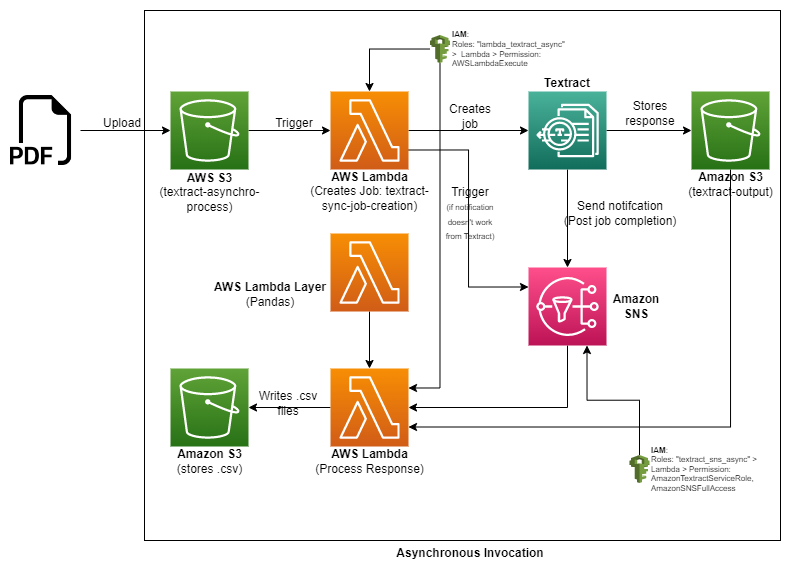 IAM:
Roles: "lambda_textract_async"
> Lambda > Permission:
AWSLambdaExecute
Textract
PDF
Upload
Trigger
Creates
job
Stores
response
AWS S3
(textract-asynchro-
process)
AWS Lambda
(Creates Job: textract-
sync-job-creation)
Amazon S3
(textract-output)
Trigger
(if notification
doesn't work
from Textract)
Send notifcation
(Post job completion)
AWS Lambda Layer
(Pandas)
Amazon
SNS
Writes .csv
files
Amazon S3
(stores .csv)
AWS Lambda
(Process Response)
IAM:
Roles: "textract_sns_async" >
Lambda > Permission:
AmazonTextractServiceRole,
AmazonSNSFullAccess
Asynchronous Invocation